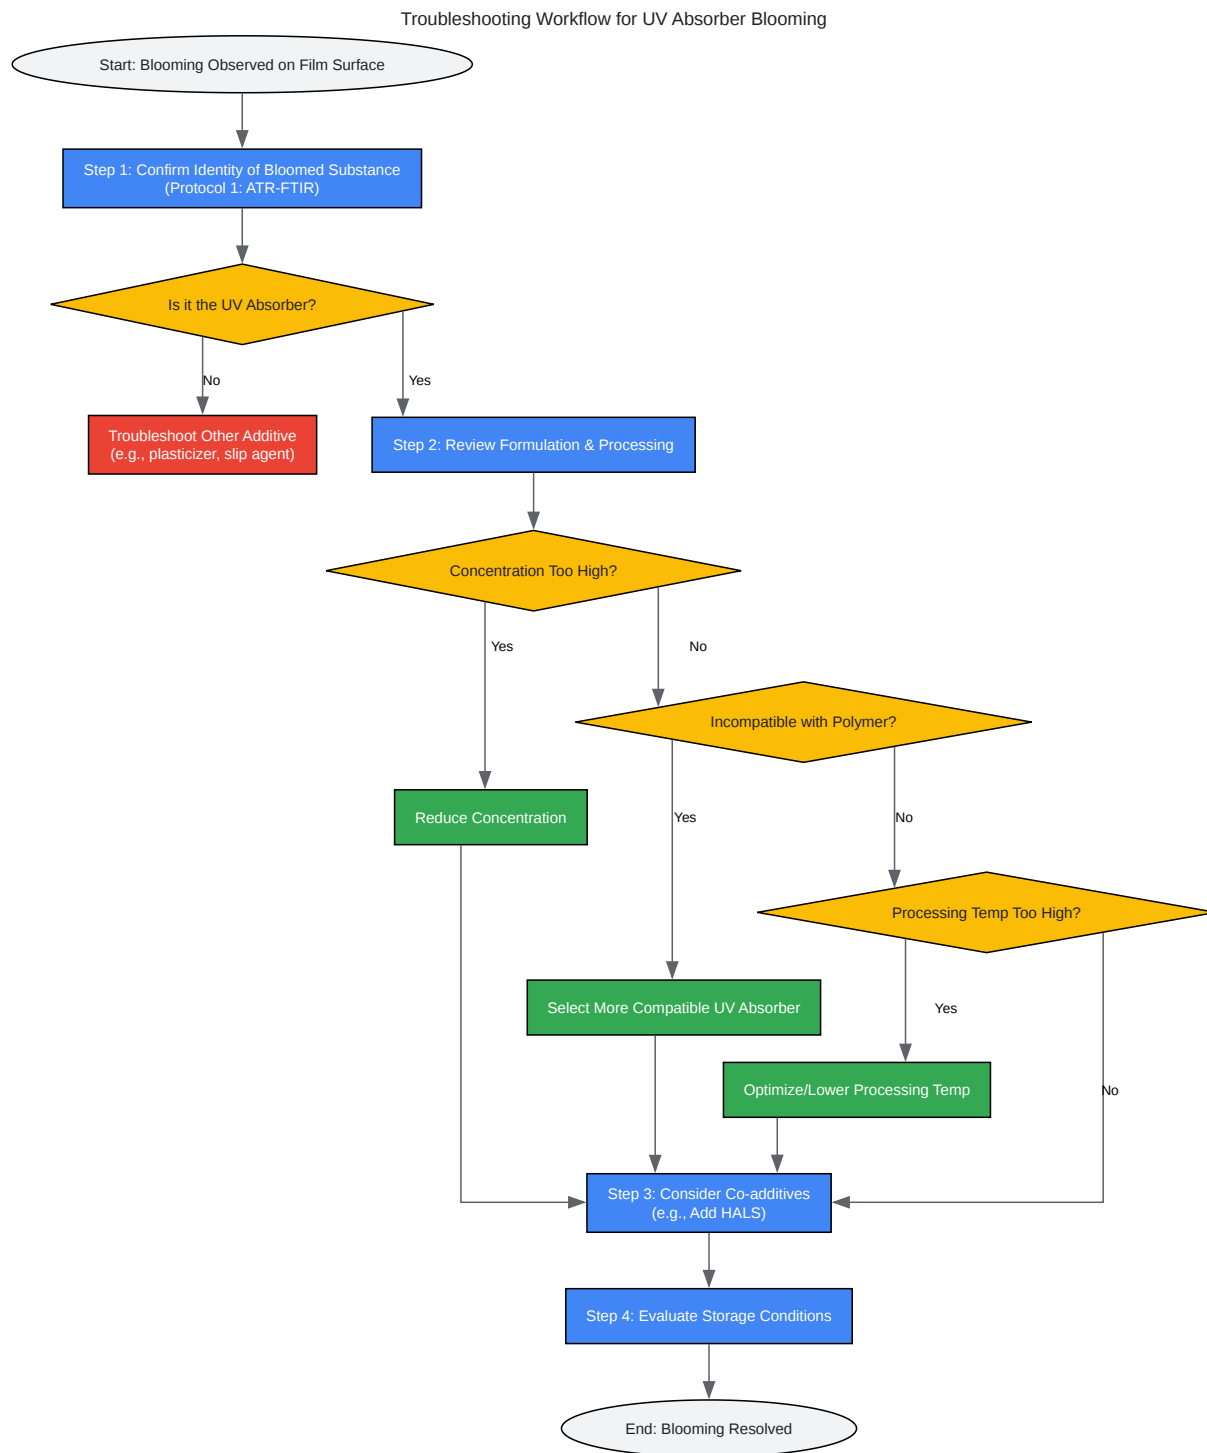 Troubleshooting Workflow for UV Absorber Blooming
Start: Blooming Observed on Film Surface
Step 1: Confirm Identity of Bloomed Substance
(Protocol 1: ATR-FTIR)
Is it the UV Absorber?
No
Yes
Troubleshoot Other Additive
(e.g., plasticizer, slip agent)
Step 2: Review Formulation & Processing
Concentration Too High?
Yes
No
Incompatible with Polymer?
Reduce Concentration
Yes
No
Processing Temp Too High?
Select More Compatible UV Absorber
Yes
Optimize/Lower Processing Temp
No
Step 3: Consider Co-additives
(e.g., Add HALS)
Step 4: Evaluate Storage Conditions
End: Blooming Resolved